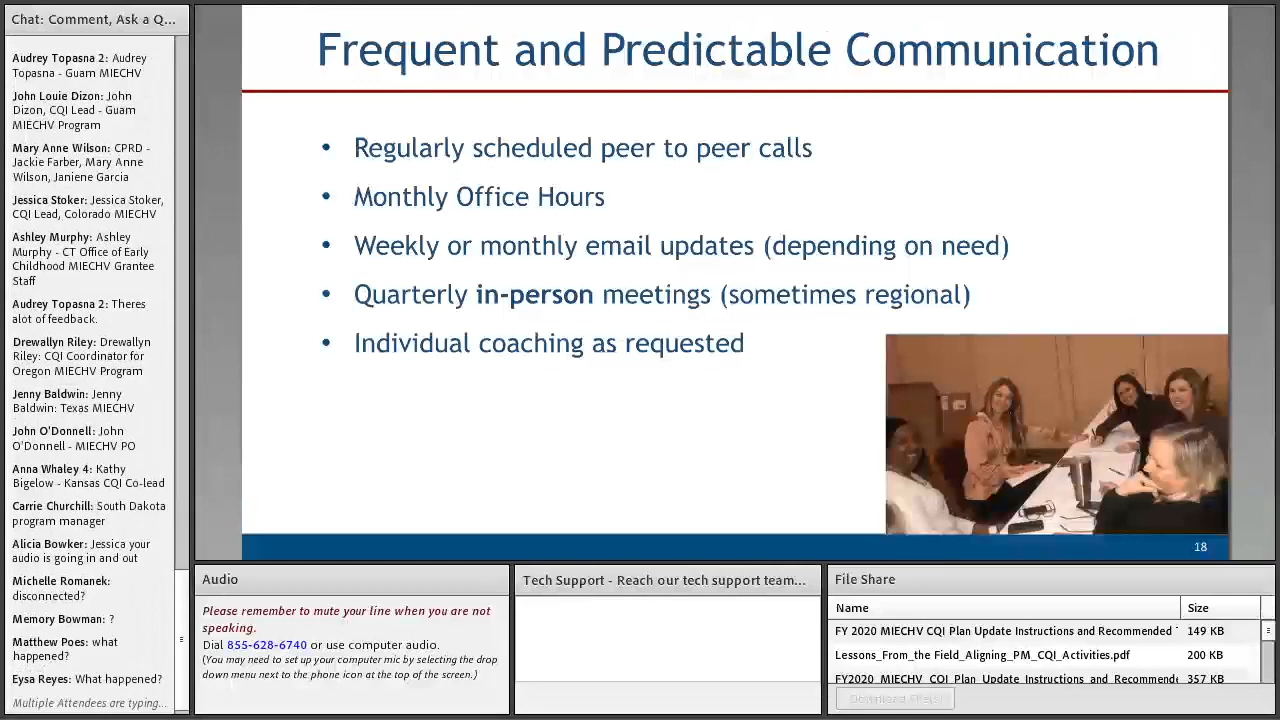 Chat: Comment, Ask a Q...
Audrey Topasna 2: Audrey
Topasna - Guam MIECHV
John Louie Dizon: John
Dizon, CQI Lead - Guam
MIECHV Program
Mary Anne Wilson: CPRD -
Jackie Farber, Mary Anne
Wilson, Janiene Garcia
Jessica Stoker: Jessica Stoker,
CQI Lead, Colorado MIECHV
Ashley Murphy: Ashley
Murphy - CT Office of Early
Childhood MIECHV Grantee
Staff
Audrey Topasna 2: Theres
alot of feedback.
Drewallyn Riley: Drewallyn
Riley: CQI Coordinator for
Oregon MIECHV Program
Jenny Baldwin: Jenny
Baldwin: Texas MIECHV
John O'Donnell: John
O'Donnell - MIECHV PO
Anna Whaley 4: Kathy
Bigelow - Kansas CQI Co-lead
Carrie Churchill: South Dakota
program manager
Alicia Bowker: Jessica your
audio is going in and out
Michelle Romanek:
disconnected?
Memory Bowman: ?
Matthew Poes: what
happened?
Eysa Reyes: What happened?
Multiple Attendees are typing...
Frequent and Predictable Communication
• Regularly scheduled peer to peer calls
• Monthly Office Hours
• Weekly or monthly email updates (depending on need)
• Quarterly in-person meetings (sometimes regional)
• Individual coaching as requested
18
Audio
Please remember to mute your line when you are not
speaking.
Dial 855-628-6740 or use computer audio.
(You may need to set up your computer mic by selecting the drop
down menu next to the phone icon at the top of the screen.)
Tech Support - Reach our tech support team...
File Share
Name Size
FY 2020 MIECHV CQI Plan Update Instructions and Recommended 149 KB
Lessons_From the Field_Aligning_PM_CQI_Activities.pdf 200 KB
FY2020_MIECHV_CQI_Plan_Update_Instructions_and_Recommende 357 KB
Download File(s)